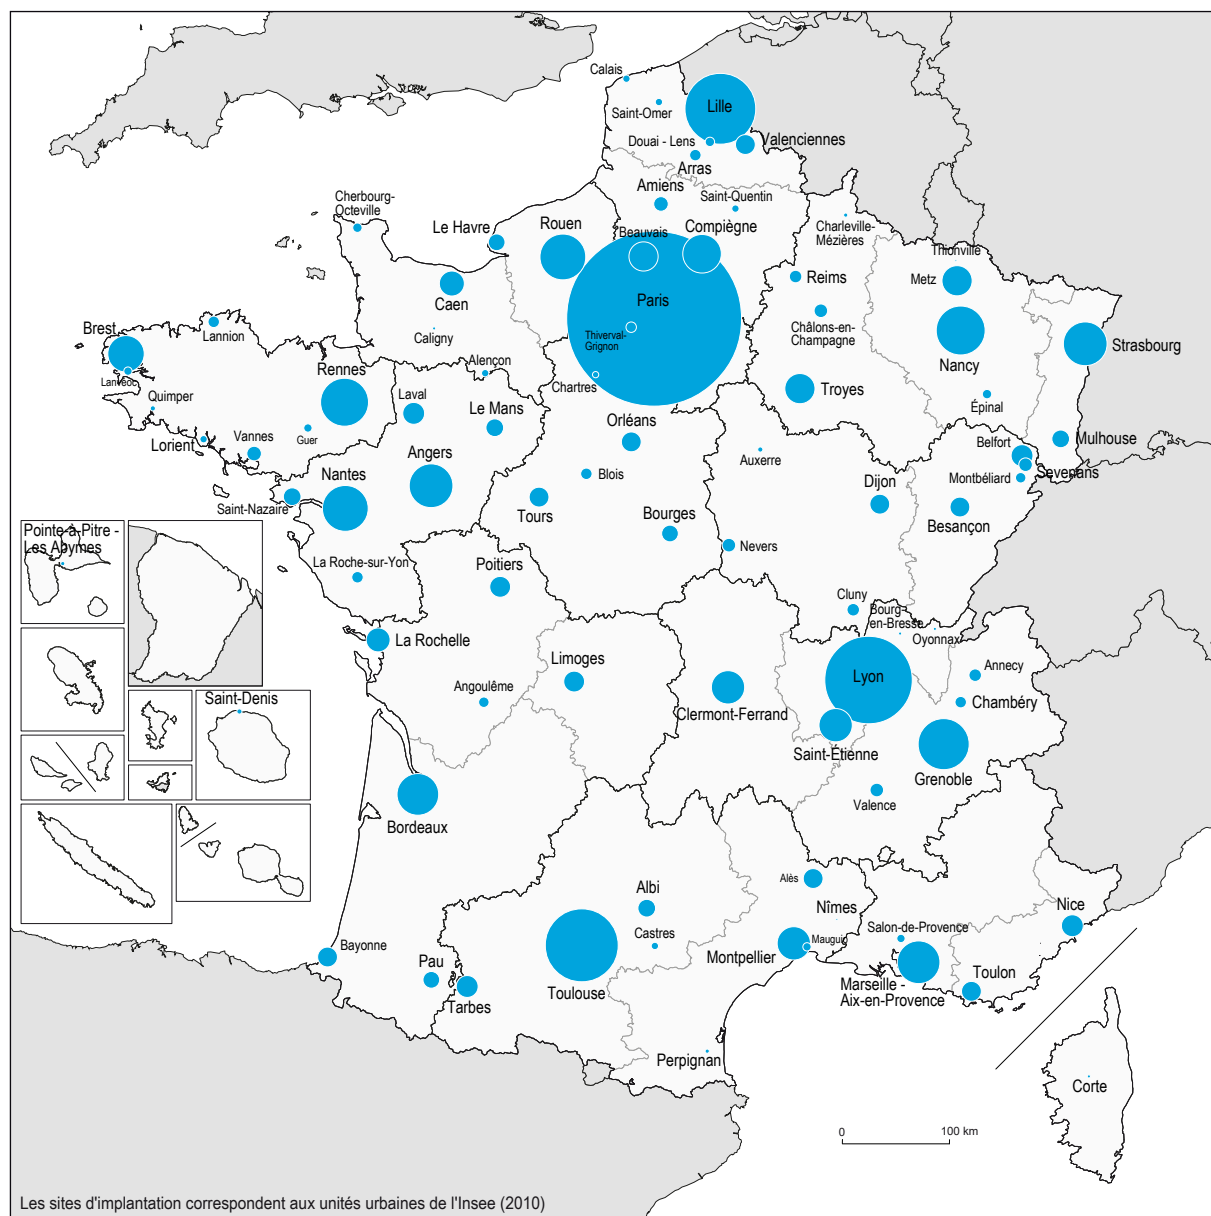 Calais
Saint-Omer
Lille
Douai - Lens
Valenciennes
Arras
Amiens
Saint-Quentin
Cherbourg-
Octeville
Le Havre
Rouen
Beauvais
Compiègne
Charleville-
Mézières
Thionville
Metz
Reims
Caen
Paris
Caligny
Thiverval-
Grignon
Châlons-en-
Champagne
Brest
Lannion
Lanvéoc
Quimper
Nancy
Strasbourg
Alençon
Chartres
Rennes
Laval
Le Mans
Orléans
Troyes
Épinal
Lorient
Vannes
Guer
Mulhouse
Belfort
Sévenans
Montbéliard
Auxerre
Angers
Nantes
Blois
Saint-Nazaire
Tours
Bourges
Dijon
Besançon
Nevers
Pointe-à-Pitre -
Les Abymes
La Roche-sur-Yon
Poitiers
Cluny
Bourg-
en-Bresse
Oyonnax
La Rochelle
Limoges
Angoulême
Lyon
Annecy
Chambéry
Clermont-Ferrand
Saint-Étienne
Grenoble
Saint-Denis
Valence
Bordeaux
Albi
Castres
Alès
Nîmes
Nice
Bayonne
Pau
Tarbes
Toulouse
Montpellier
Mauguio
Salon-de-Provence
Marseille -
Aix-en-Provence
Toulon
Perpignan
Corte
0 100 km
Les sites d'implantation correspondent aux unités urbaines de l'Insee (2010)